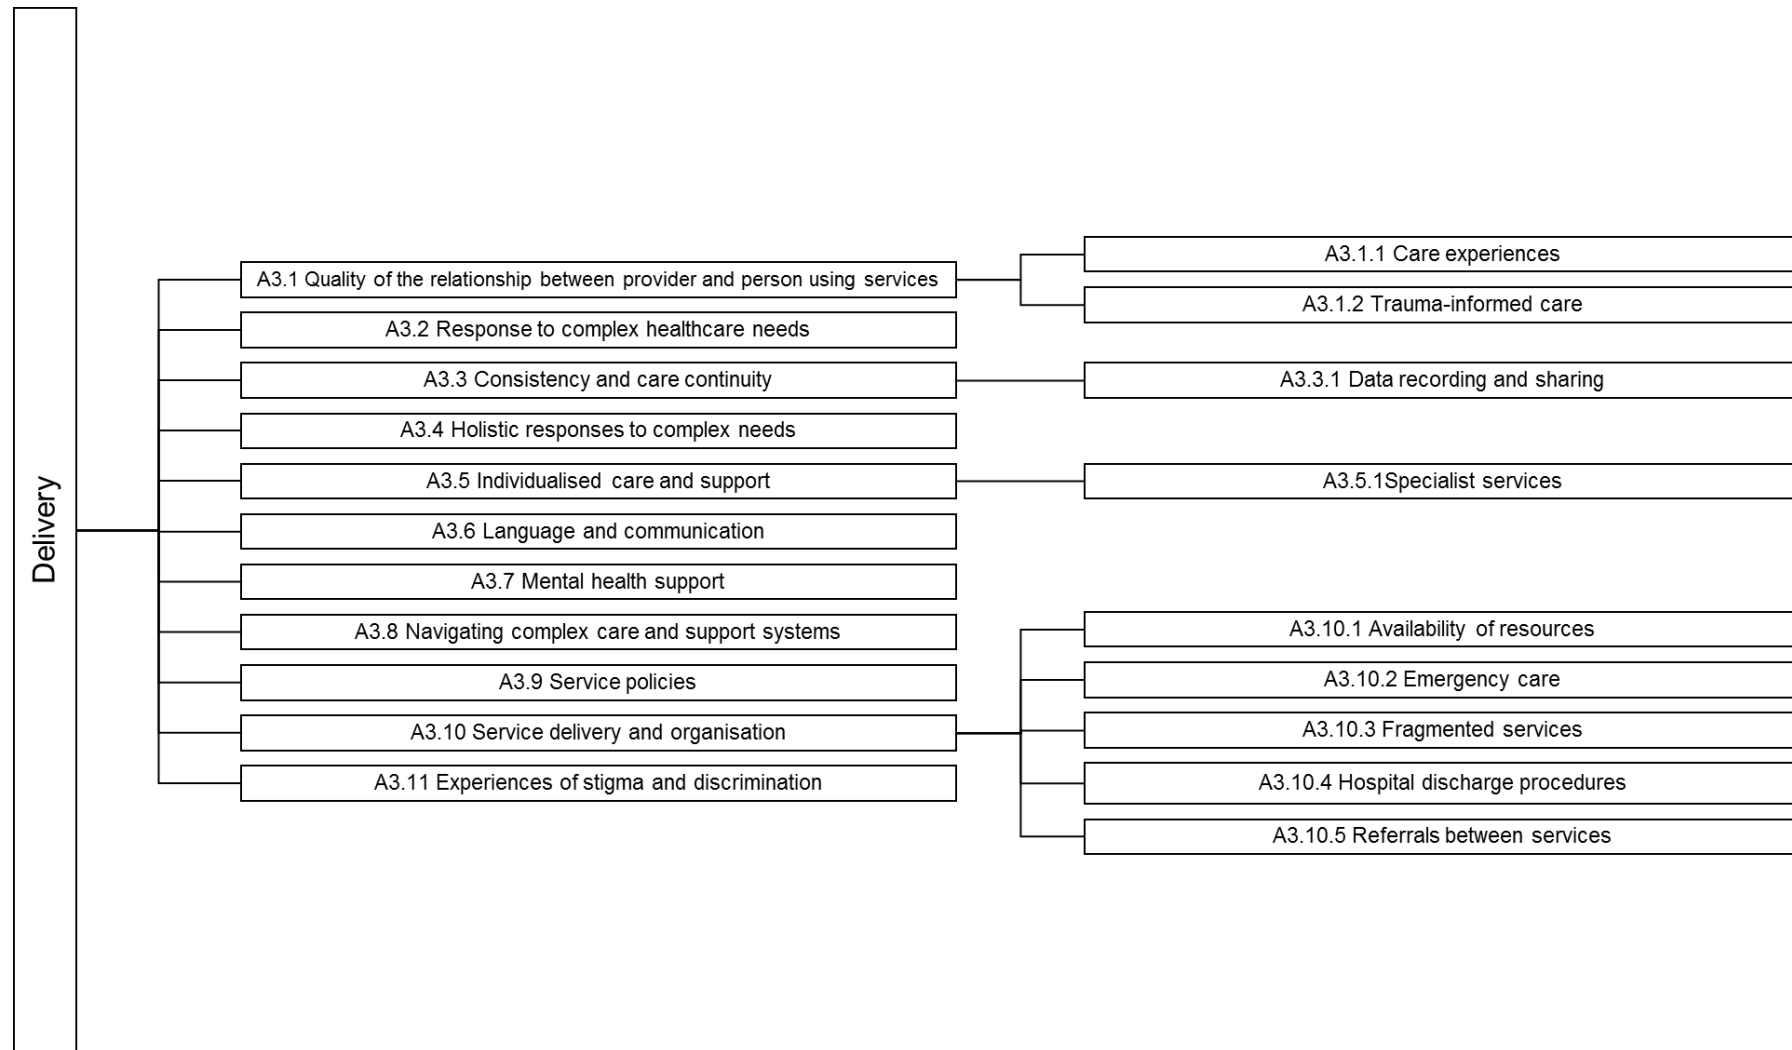 Delivery
A3.1 Quality of the relationship between provider and person using services
A3.2 Response to complex healthcare needs
A3.3 Consistency and care continuity
A3.4 Holistic responses to complex needs
A3.5 Individualised care and support
A3.6 Language and communication
A3.7 Mental health support
A3.8 Navigating complex care and support systems
A3.9 Service policies
A3.10 Service delivery and organisation
A3.11 Experiences of stigma and discrimination
A3.1.1 Care experiences
A3.1.2 Trauma-informed care
A3.3.1 Data recording and sharing
A3.5.1Specialist services
A3.10.1 Availability of resources
A3.10.2 Emergency care
A3.10.3 Fragmented services
A3.10.4 Hospital discharge procedures
A3.10.5 Referrals between services